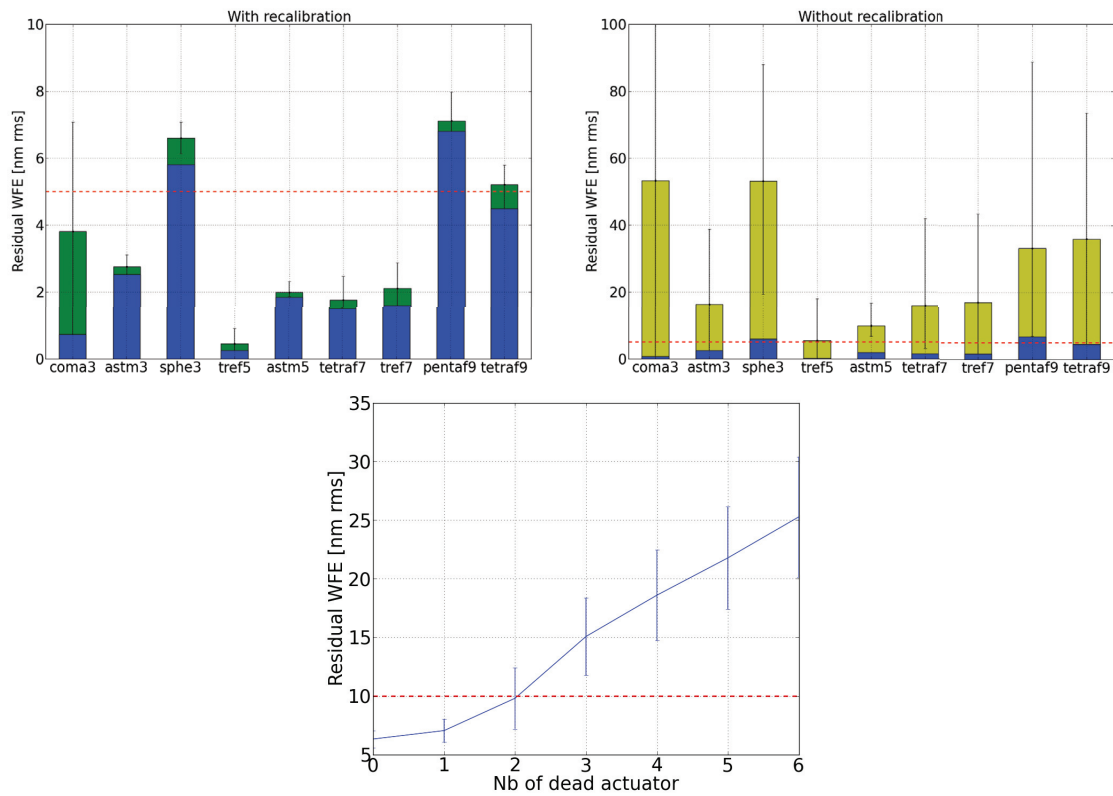 With recalibration
Residual WFE [nm rms]
10
8
6
4
2
0
coma3 astm3 sphe3 tref5 astm5 tetraf7 tref7 pentaf9 tetraf9
Without recalibration
Residual WFE [nm rms]
100
80
60
40
20
0
coma3 astm3 sphe3 tref5 astm5 tetraf7 tref7 pentaf9 tetraf9
Residual WFE [nm rms]
35
30
25
20
15
10
5
0 1 2 3 4 5 6
Nb of dead actuator